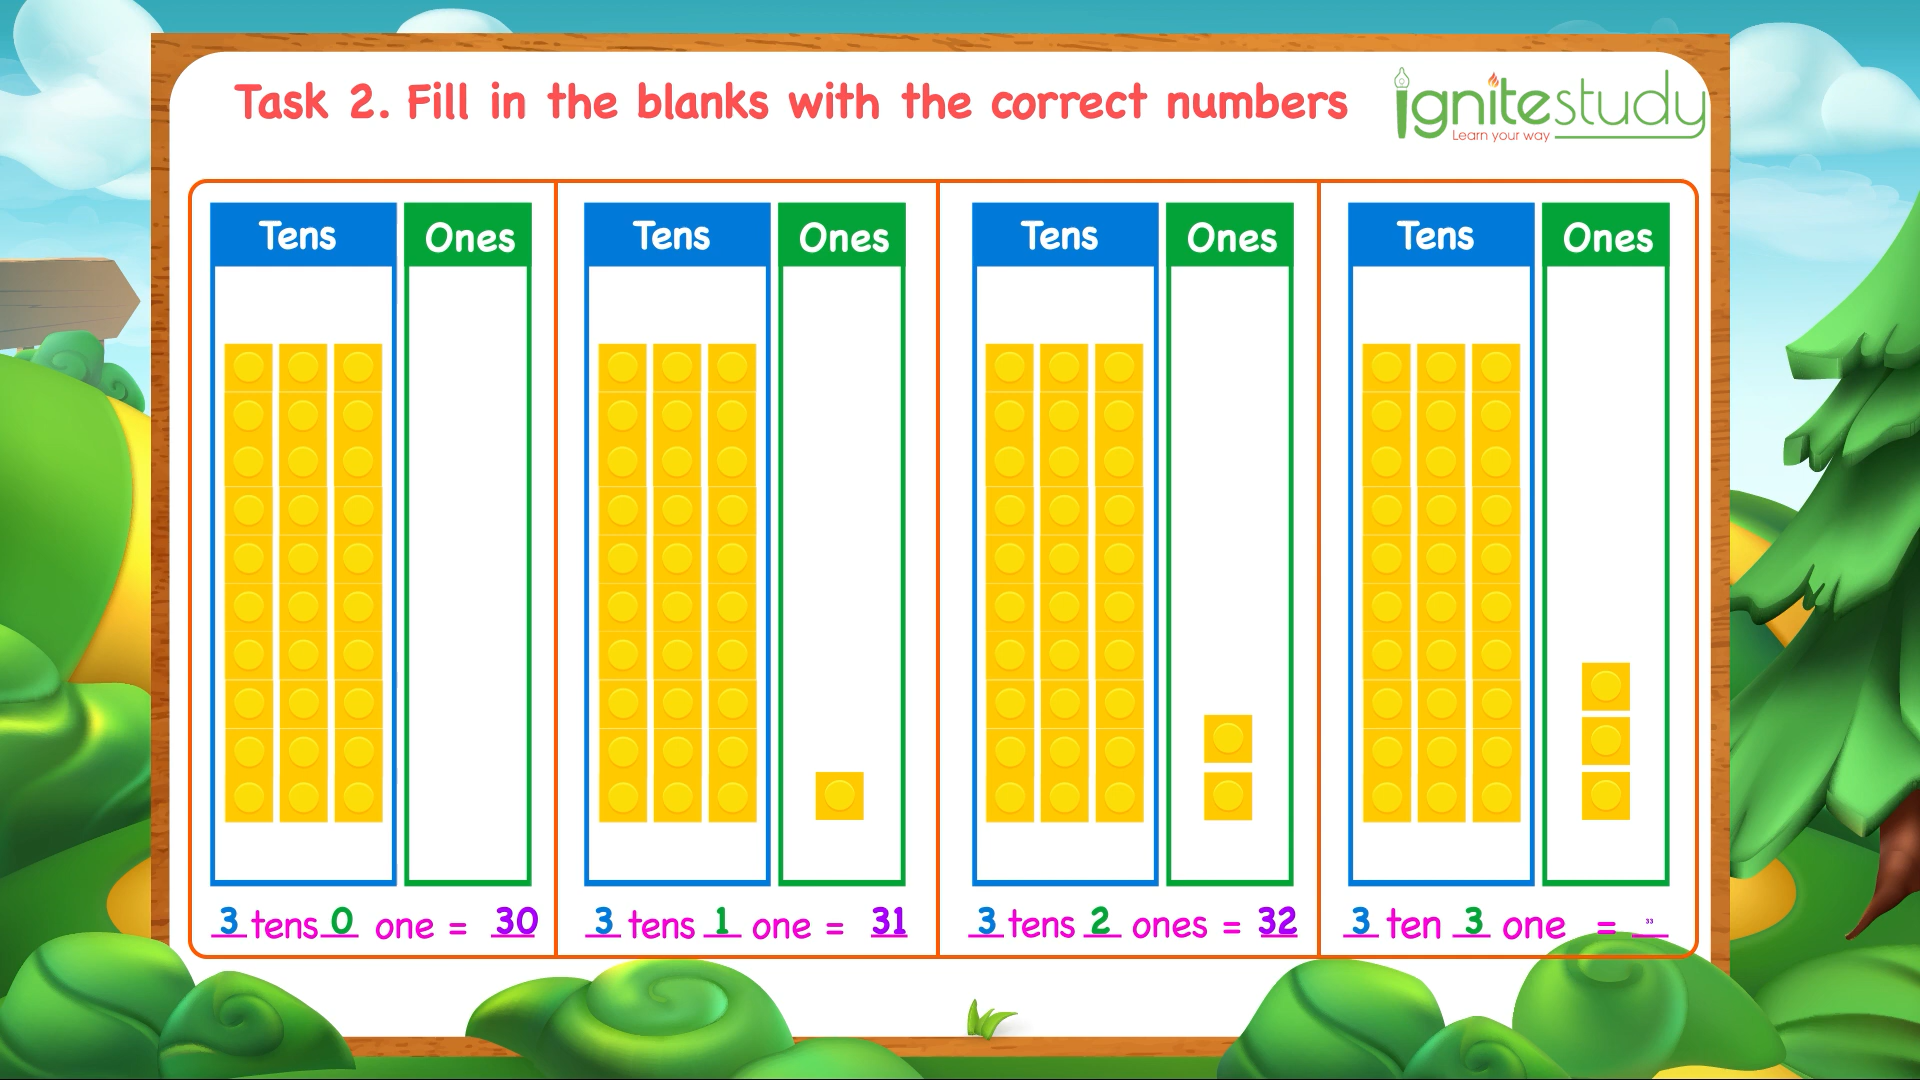 Task 2. Fill in the blanks with the correct numbers
ignitestudy
Learn your way
Tens Ones Tens Ones Tens Ones Tens Ones
3 tens 0 one = 30
3 tens 1 one = 31
3 tens 2 ones = 32
3 ten 3 one = 33